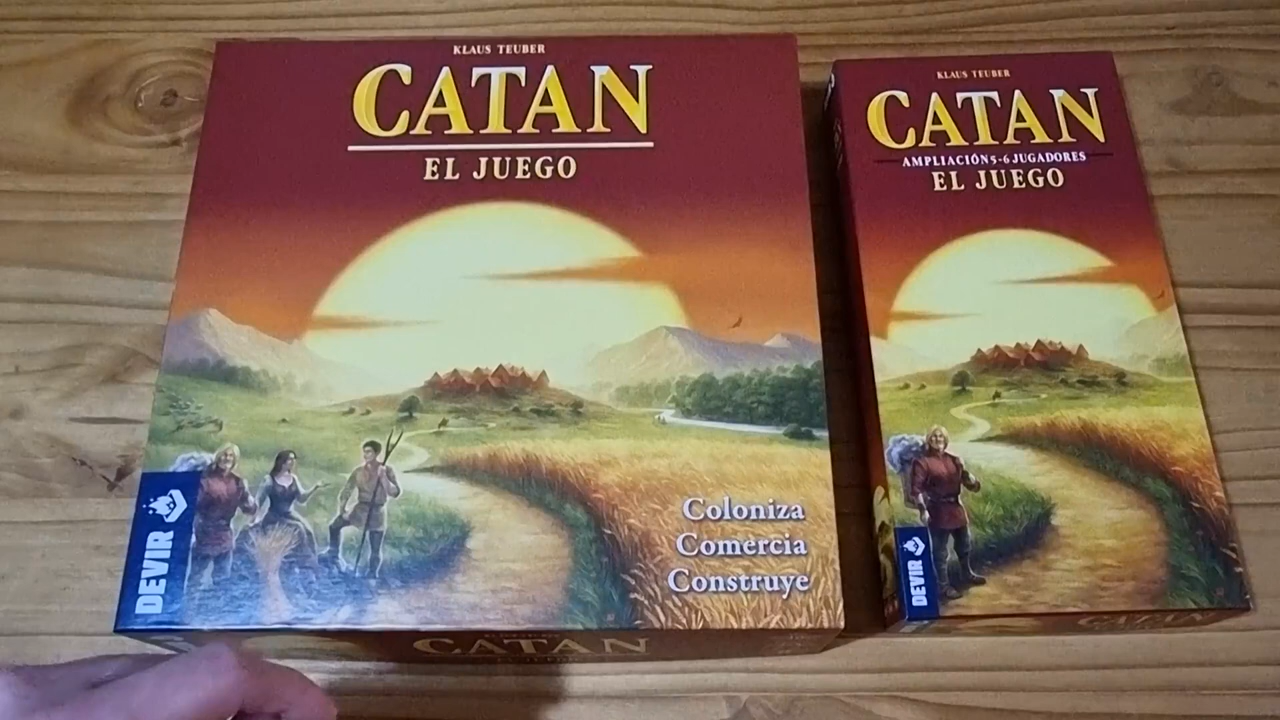 KLAUS TEUBER
CATAN
EL JUEGO
Coloniza
Comercia
Construye
DEVIR
CATAN
EL JUEGO
KLAUS TEUBER
CATAN
AMPLIACIÓN 5-6 JUGADORES
EL JUEGO
DEVIR
CATAN